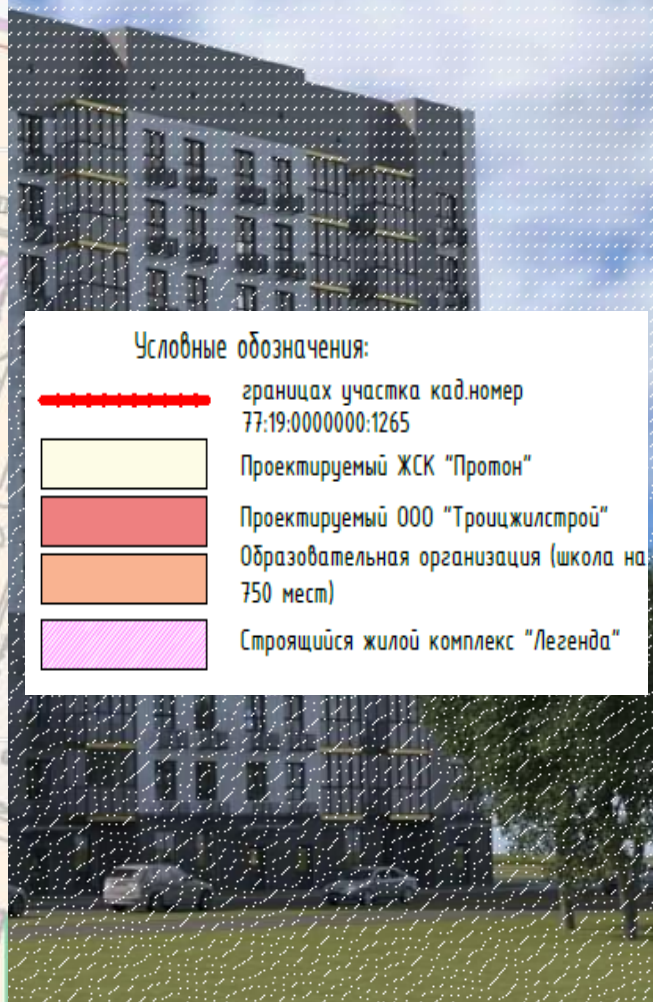 Условные обозначения:
границах участка кад.номер
77:19:0000000:1265
Проектируемый ЖСК "Протон"
Проектируемый ООО "Троицжилстрой"
Образовательная организация (школа на
750 мест)
Строящийся жилой комплекс "Легенда"